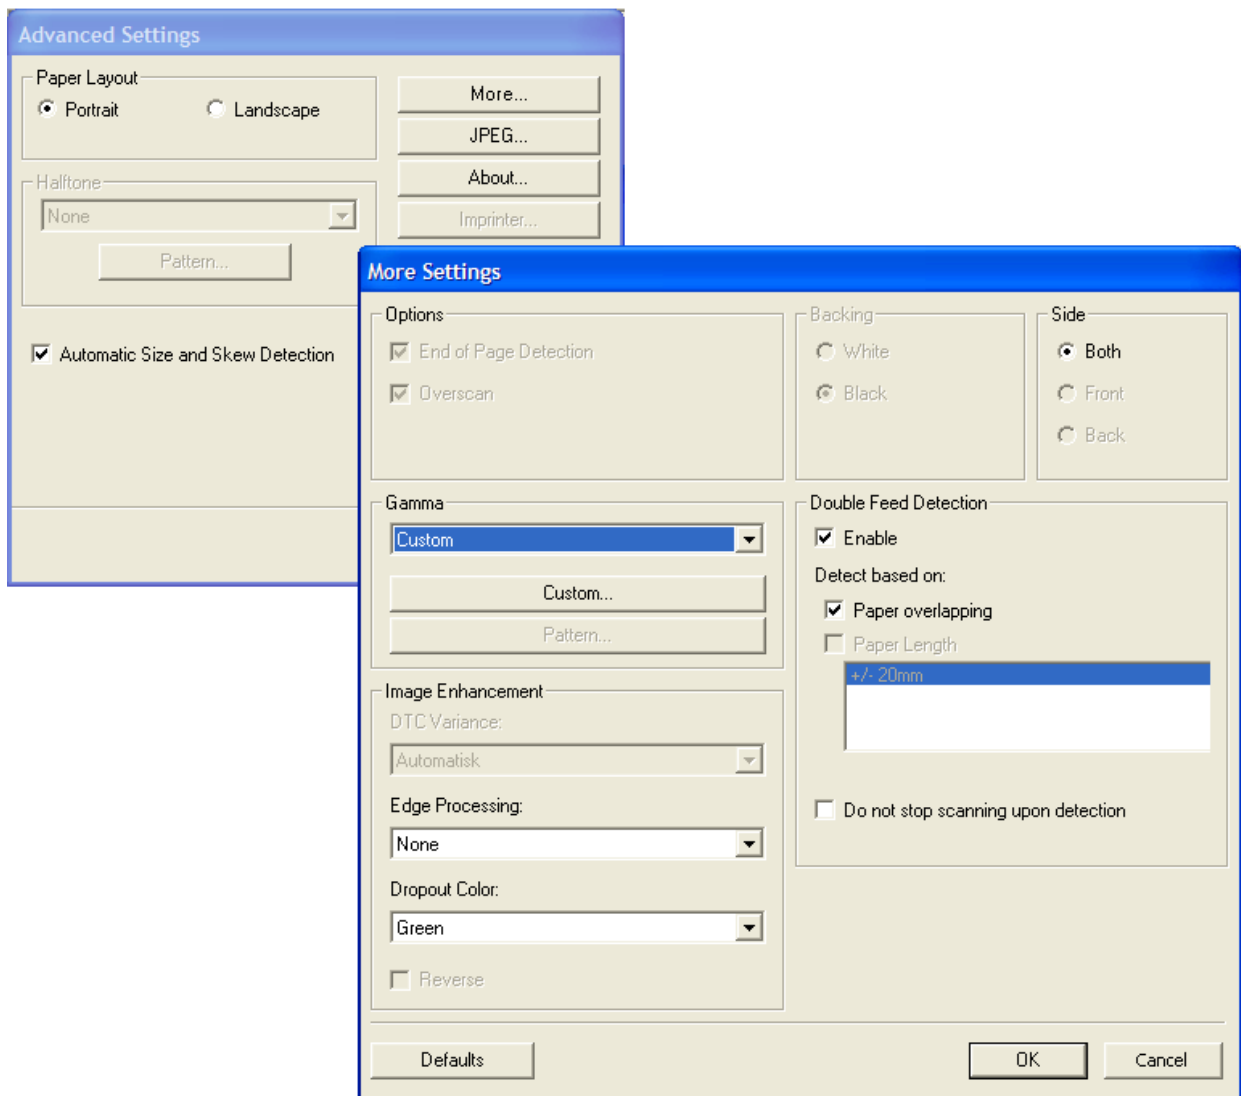 Advanced Settings
Paper Layout
Portrait
Landscape
More...
JPEG...
About...
Imprinter...
Halftone
None
Pattern...
Automatic Size and Skew Detection
More Settings
Options
End of Page Detection
Overscan
Backing
White
Black
Side
Both
Front
Back
Gamma
Custom
Custom...
Pattern...
Image Enhancement
DTC Variance:
Automatisk
Edge Processing:
None
Dropout Color:
Green
Reverse
Double Feed Detection
Enable
Detect based on:
Paper overlapping
Paper Length
+/- 20mm
Do not stop scanning upon detection
Defaults
OK
Cancel